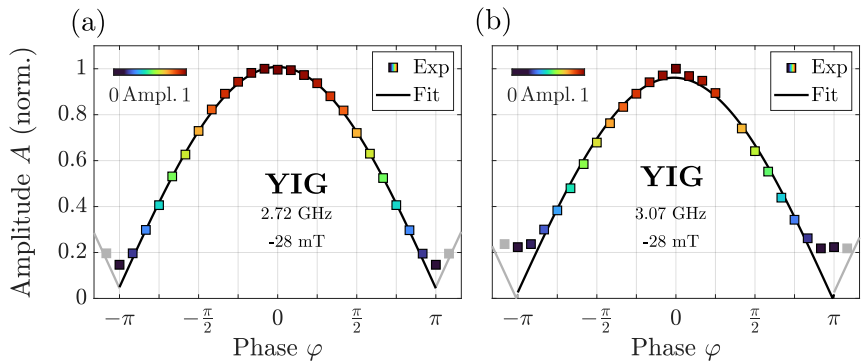 (a)
(b)
Amplitude A (norm.)
1
0.8
0.6
0.4
0.2
0
0 Ampl. 1
Exp
Fit
YIG
2.72 GHz
-28 mT
−π
−π/2
0
π/2
π
Phase φ
0 Ampl. 1
Exp
Fit
YIG
3.07 GHz
-28 mT
−π
−π/2
0
π/2
π
Phase φ